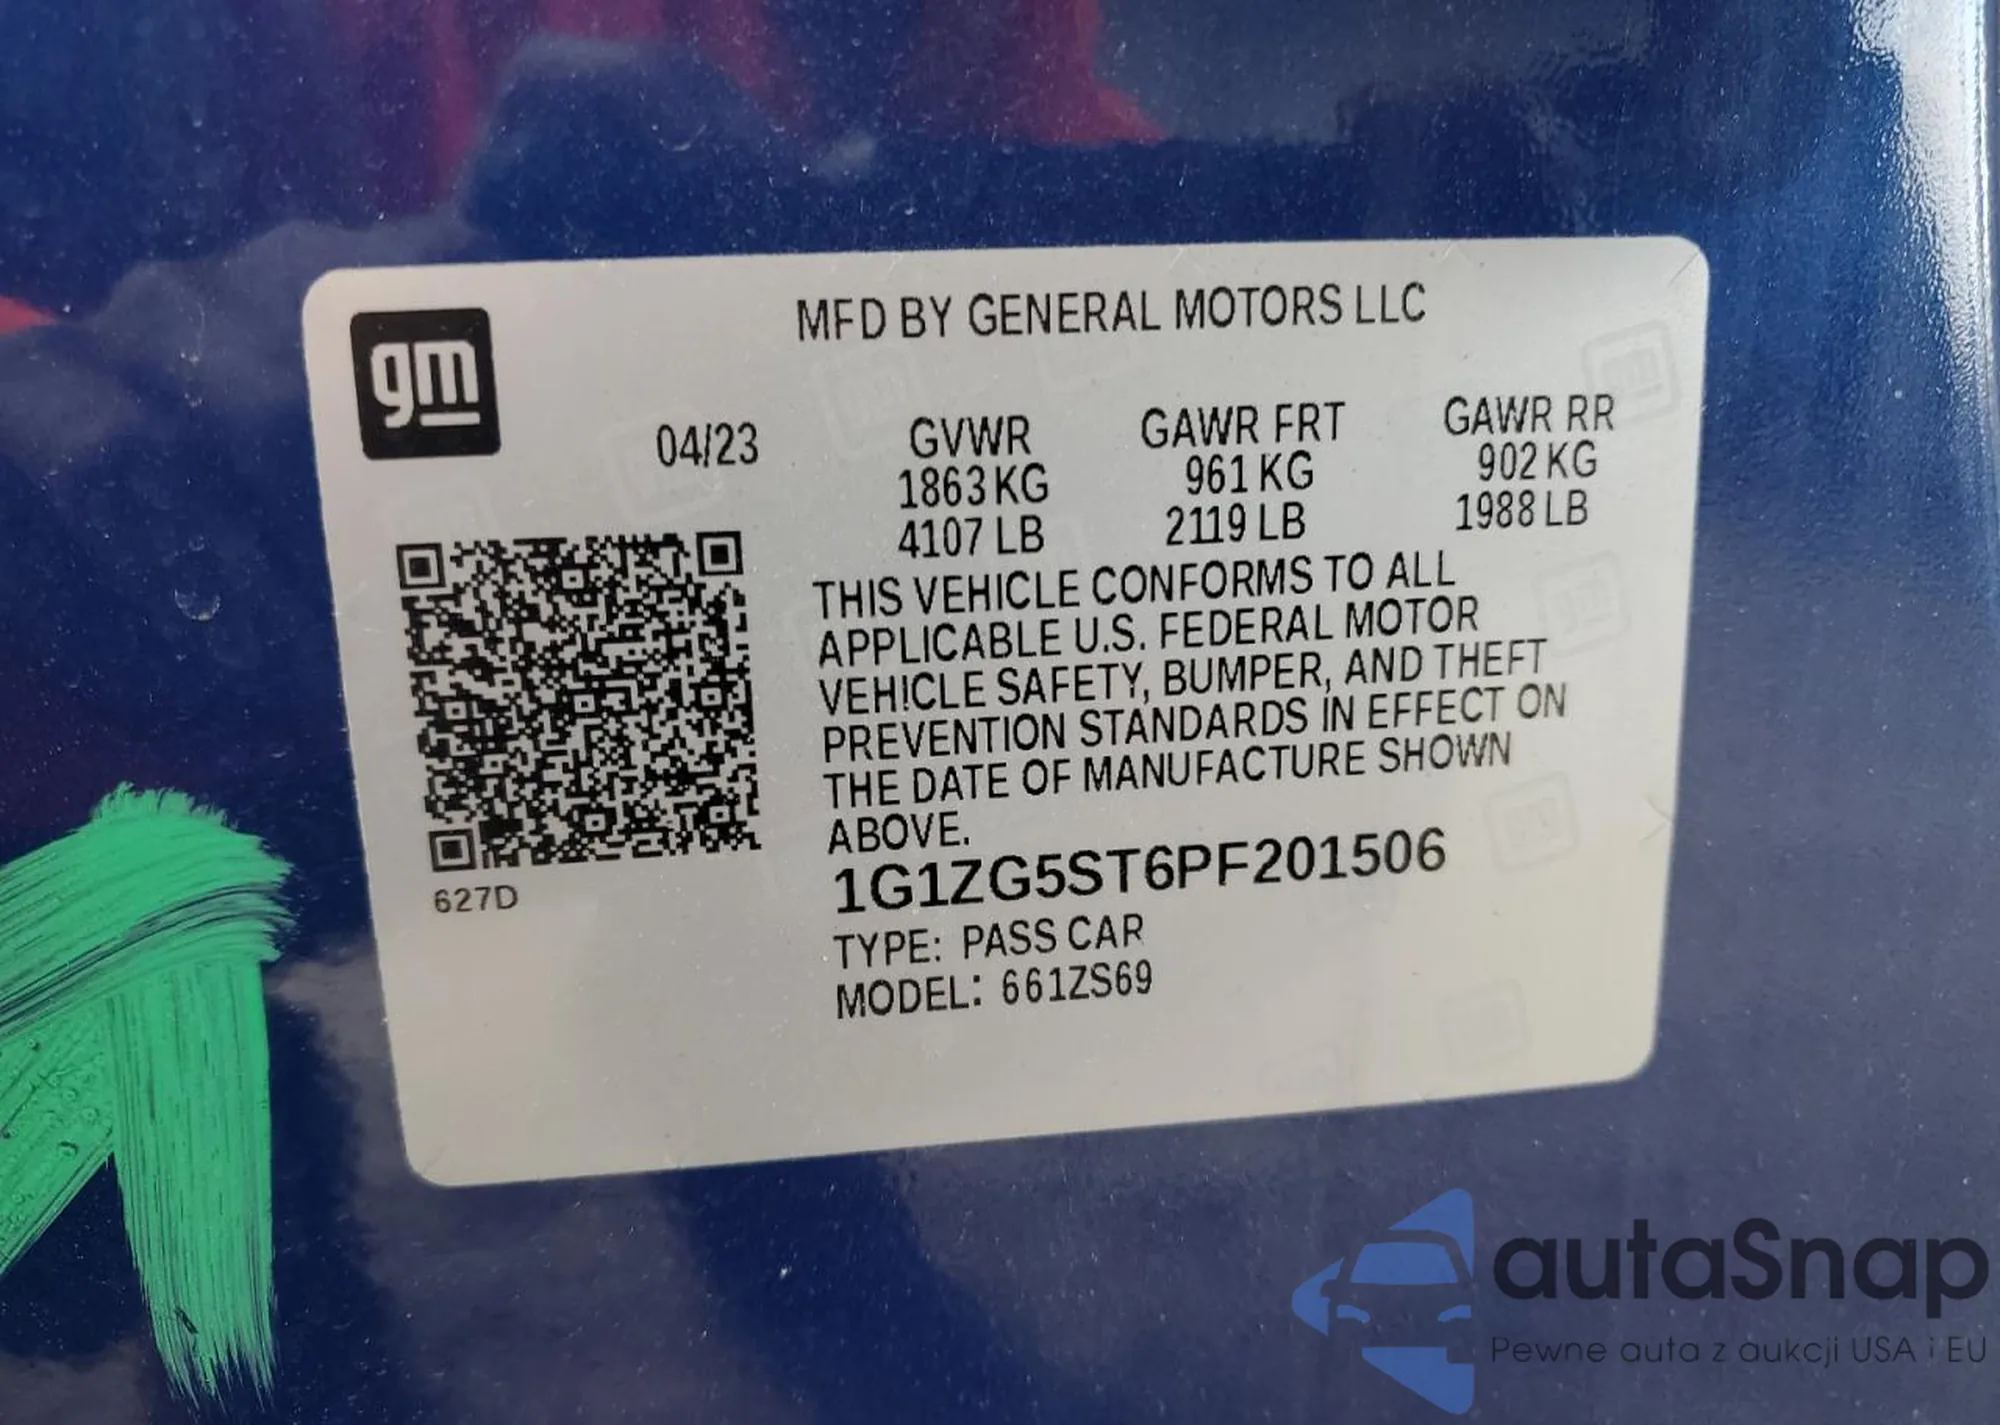 MFD BY GENERAL MOTORS LLC
gm
04/23 GVWR GAWR FRT GAWR RR
1863 KG 961 KG 902 KG
4107 LB 2119 LB 1988 LB
THIS VEHICLE CONFORMS TO ALL
APPLICABLE U.S. FEDERAL MOTOR
VEHICLE SAFETY, BUMPER, AND THEFT
PREVENTION STANDARDS IN EFFECT ON
THE DATE OF MANUFACTURE SHOWN
ABOVE.
627D
1G1ZG5ST6PF201506
TYPE: PASS CAR
MODEL: 661ZS69
autaSnap
Pewne auta z aukcji USA i EU